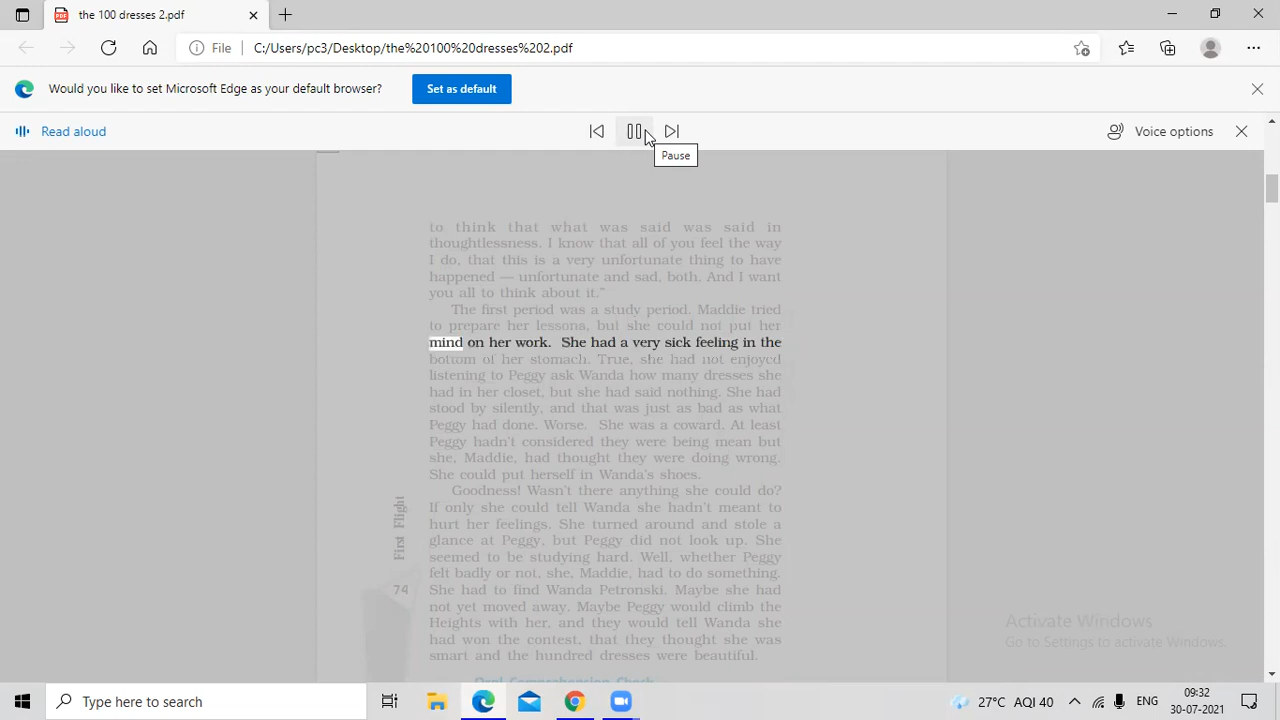 the 100 dresses 2.pdf
File
C:/Users/pc3/Desktop/the%20100%20dresses%202.pdf
Would you like to set Microsoft Edge as your default browser?
Set as default
Read aloud
Voice options
Pause
to think that what was said was said in
thoughtlessness. I know that all of you feel the way
I do, that this is a very unfortunate thing to have
happened — unfortunate and sad, both. And I want
you all to think about it.”
The first period was a study period. Maddie tried
to prepare her lessons, but she could not put her
mind on her work. She had a very sick feeling in the
bottom of her stomach. True, she had not enjoyed
listening to Peggy ask Wanda how many dresses she
had in her closet, but she had said nothing. She had
stood by silently, and that was just as bad as what
Peggy had done. Worse. She was a coward. At least
Peggy hadn't considered they were being mean but
she, Maddie, had thought they were doing wrong.
She could put herself in Wanda's shoes.
Goodness! Wasn't there anything she could do?
If only she could tell Wanda she hadn't meant to
hurt her feelings. She turned around and stole a
glance at Peggy, but Peggy did not look up. She
seemed to be studying hard. Well, whether Peggy
felt badly or not, she, Maddie, had to do something.
She had to find Wanda Petronski. Maybe she had
not yet moved away. Maybe Peggy would climb the
Heights with her, and they would tell Wanda she
had won the contest, that they thought she was
smart and the hundred dresses were beautiful.
Oral Comprehension Check
First Flight
74
Activate Windows
Go to Settings to activate Windows.
Type here to search
27°C AQI 40
ENG
09:32
30-07-2021